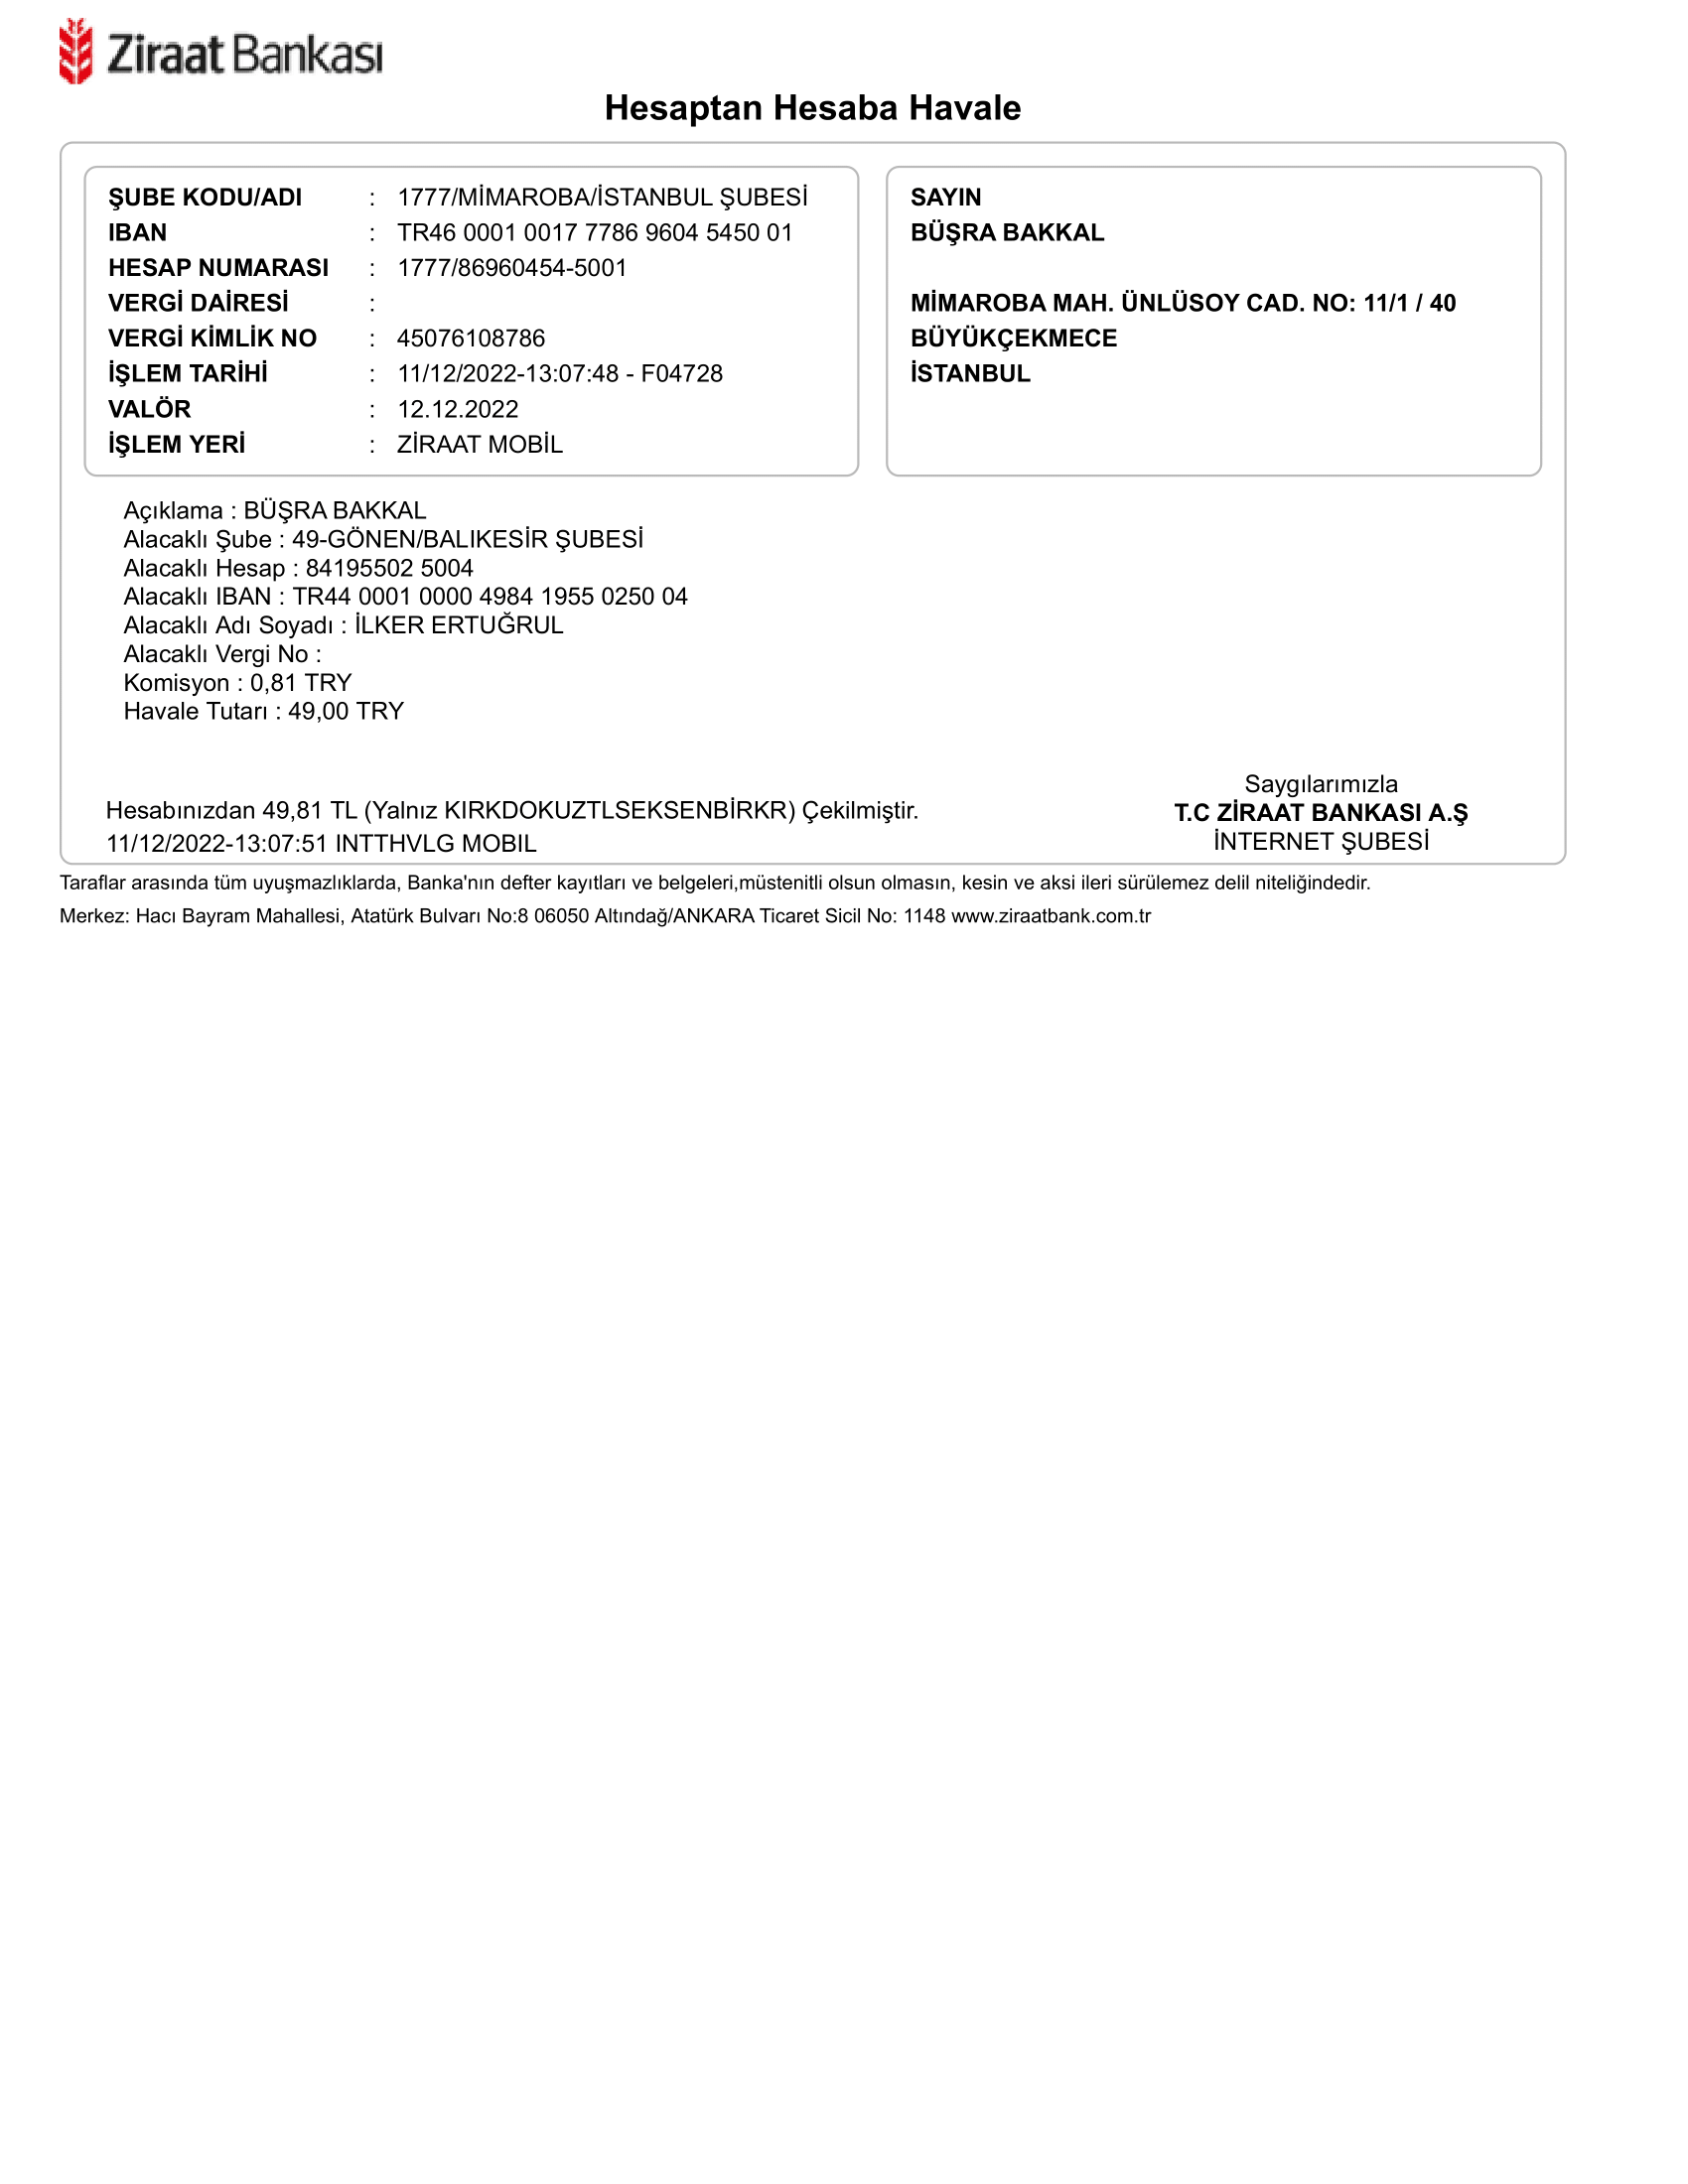 Ziraat Bankası
Hesaptan Hesaba Havale
ŞUBE KODU/ADI : 1777/MİMAROBA/İSTANBUL ŞUBESİ
IBAN : TR46 0001 0017 7786 9604 5450 01
HESAP NUMARASI : 1777/86960454-5001
VERGİ DAİRESİ :
VERGİ KİMLİK NO : 45076108786
İŞLEM TARİHİ : 11/12/2022-13:07:48 - F04728
VALÖR : 12.12.2022
İŞLEM YERİ : ZİRAAT MOBİL
SAYIN
BÜŞRA BAKKAL
MİMAROBA MAH. ÜNLÜSOY CAD. NO: 11/1 / 40
BÜYÜKÇEKMECE
İSTANBUL
Açıklama : BÜŞRA BAKKAL
Alacaklı Şube : 49-GÖNEN/BALIKESİR ŞUBESİ
Alacaklı Hesap : 84195502 5004
Alacaklı IBAN : TR44 0001 0000 4984 1955 0250 04
Alacaklı Adı Soyadı : İLKER ERTUĞRUL
Alacaklı Vergi No :
Komisyon : 0,81 TRY
Havale Tutarı : 49,00 TRY
Hesabınızdan 49,81 TL (Yalnız KIRKDOKUZTLSEKSENBİRKR) Çekilmiştir.
11/12/2022-13:07:51 INTTHVLG MOBIL
Saygılarımızla
T.C ZİRAAT BANKASI A.Ş
İNTERNET ŞUBESİ
Taraflar arasında tüm uyuşmazlıklarda, Banka'nın defter kayıtları ve belgeleri,müstenitli olsun olmasın, kesin ve aksi ileri sürülemez delil niteliğindedir.
Merkez: Hacı Bayram Mahallesi, Atatürk Bulvarı No:8 06050 Altındağ/ANKARA Ticaret Sicil No: 1148 www.ziraatbank.com.tr